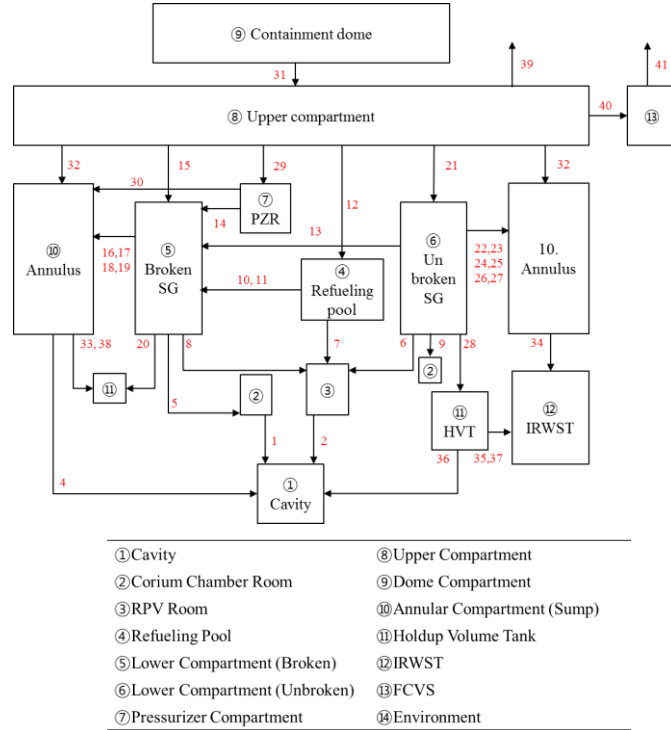 ⑨ Containment dome
39
41
31
⑧ Upper compartment
40
⑬
32
15
29
21
32
30
12
⑦
PZR
14
13
⑩
Annulus
16,17
18,19
⑤
Broken
SG
⑥
Un
broken
SG
22,23
24,25
26,27
10.
Annulus
10, 11
④
Refueling
pool
33, 38
20
8
7
6
9
28
34
⑪
5
②
③
②
⑪
HVT
⑫
IRWST
1
2
36
35,37
4
①
Cavity
①Cavity
⑧Upper Compartment
②Corium Chamber Room
⑨Dome Compartment
③RPV Room
⑩Annular Compartment (Sump)
④Refueling Pool
⑪Holdup Volume Tank
⑤Lower Compartment (Broken)
⑫IRWST
⑥Lower Compartment (Unbroken)
⑬FCVS
⑦Pressurizer Compartment
⑭Environment